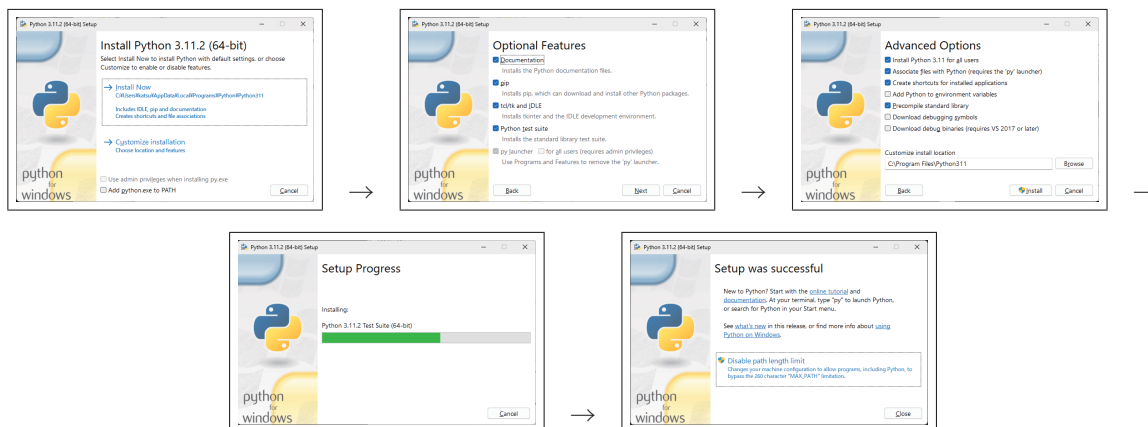 Python 3.11.2 (64-bit) Setup
Install Python 3.11.2 (64-bit)
Select Install Now to install Python with default settings, or choose
Customize to enable or disable features.
→ Install Now
C:¥Users¥katsu¥AppData¥Local¥Programs¥Python¥Python311
Includes IDLE, pip and documentation
Creates shortcuts and file associations
→ Customize installation
Choose location and features
Use admin privileges when installing py.exe
Add python.exe to PATH
Cancel
python
for
windows
→
Python 3.11.2 (64-bit) Setup
Optional Features
Documentation
Installs the Python documentation files.
pip
Installs pip, which can download and install other Python packages.
tcl/tk and IDLE
Installs tkinter and the IDLE development environment.
Python test suite
Installs the standard library test suite.
py launcher for all users (requires admin privileges)
Use Programs and Features to remove the 'py' launcher.
Back Next Cancel
python
for
windows
→
Python 3.11.2 (64-bit) Setup
Advanced Options
Install Python 3.11 for all users
Associate files with Python (requires the 'py' launcher)
Create shortcuts for installed applications
Add Python to environment variables
Precompile standard library
Download debugging symbols
Download debug binaries (requires VS 2017 or later)
Customize install location
C:\Program Files\Python311 Browse
Back Install Cancel
python
for
windows
→
Python 3.11.2 (64-bit) Setup
Setup Progress
Installing:
Python 3.11.2 Test Suite (64-bit)
Cancel
python
for
windows
→
Python 3.11.2 (64-bit) Setup
Setup was successful
New to Python? Start with the online tutorial and
documentation. At your terminal, type "py" to launch Python,
or search for Python in your Start menu.
See what's new in this release, or find more info about using
Python on Windows.
Disable path length limit
Changes your machine configuration to allow programs, including Python, to
bypass the 260 character "MAX_PATH" limitation.
Close
python
for
windows